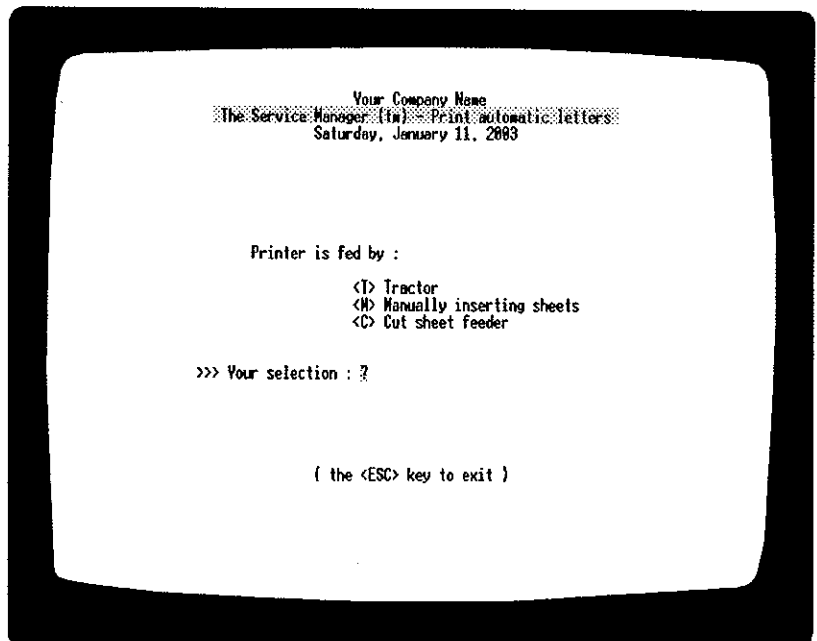 Your Company Name
The Service Manager (tm) - Print automatic letters
Saturday, January 11, 2003
Printer is fed by :
<T> Tractor
<M> Manually inserting sheets
<C> Cut sheet feeder
>>> Your selection : ?
( the <ESC> key to exit )